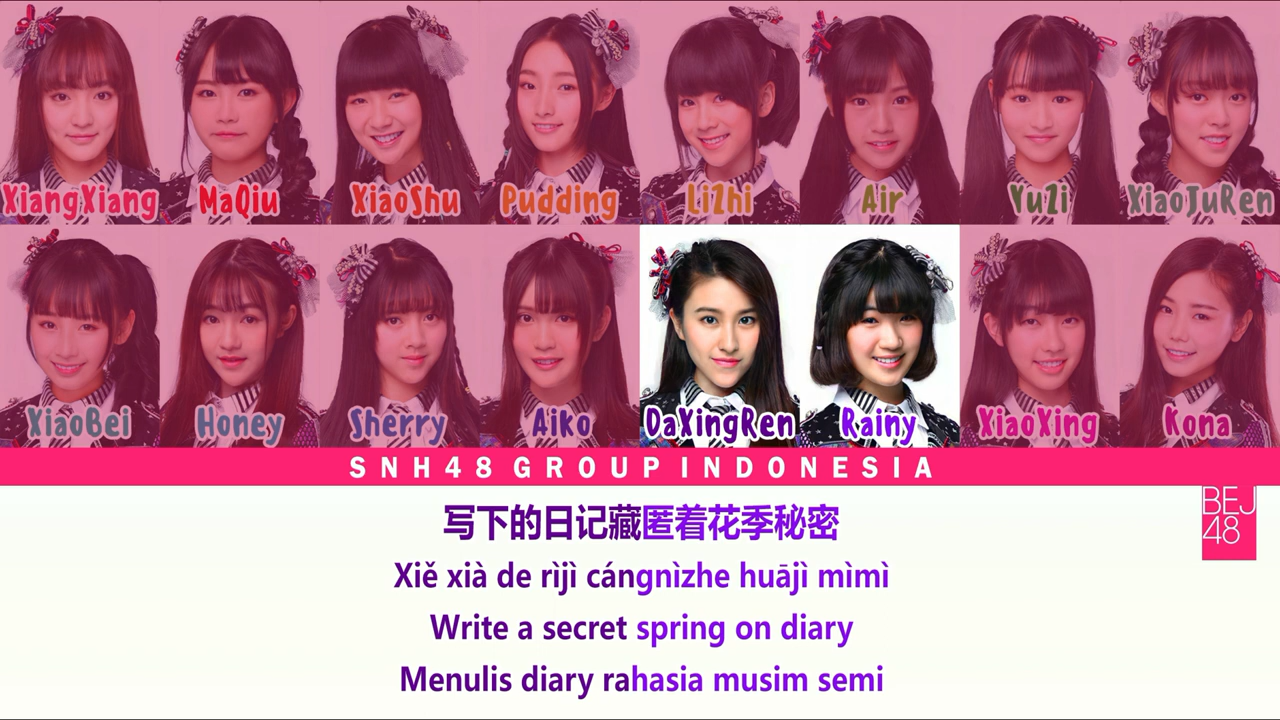 XiangXiang MaQiu XiaoShu Pudding LiZhi Air YuZi XiaoJuRen
XiaoBei Honey Sherry Aiko DaXingRen Rainy XiaoXing Kona
SNH48 GROUP INDONESIA
BEJ
48
写下的日记藏匿着花季秘密
Xiě xià de rìjì cángnìzhe huājì mìmì
Write a secret spring on diary
Menulis diary rahasia musim semi